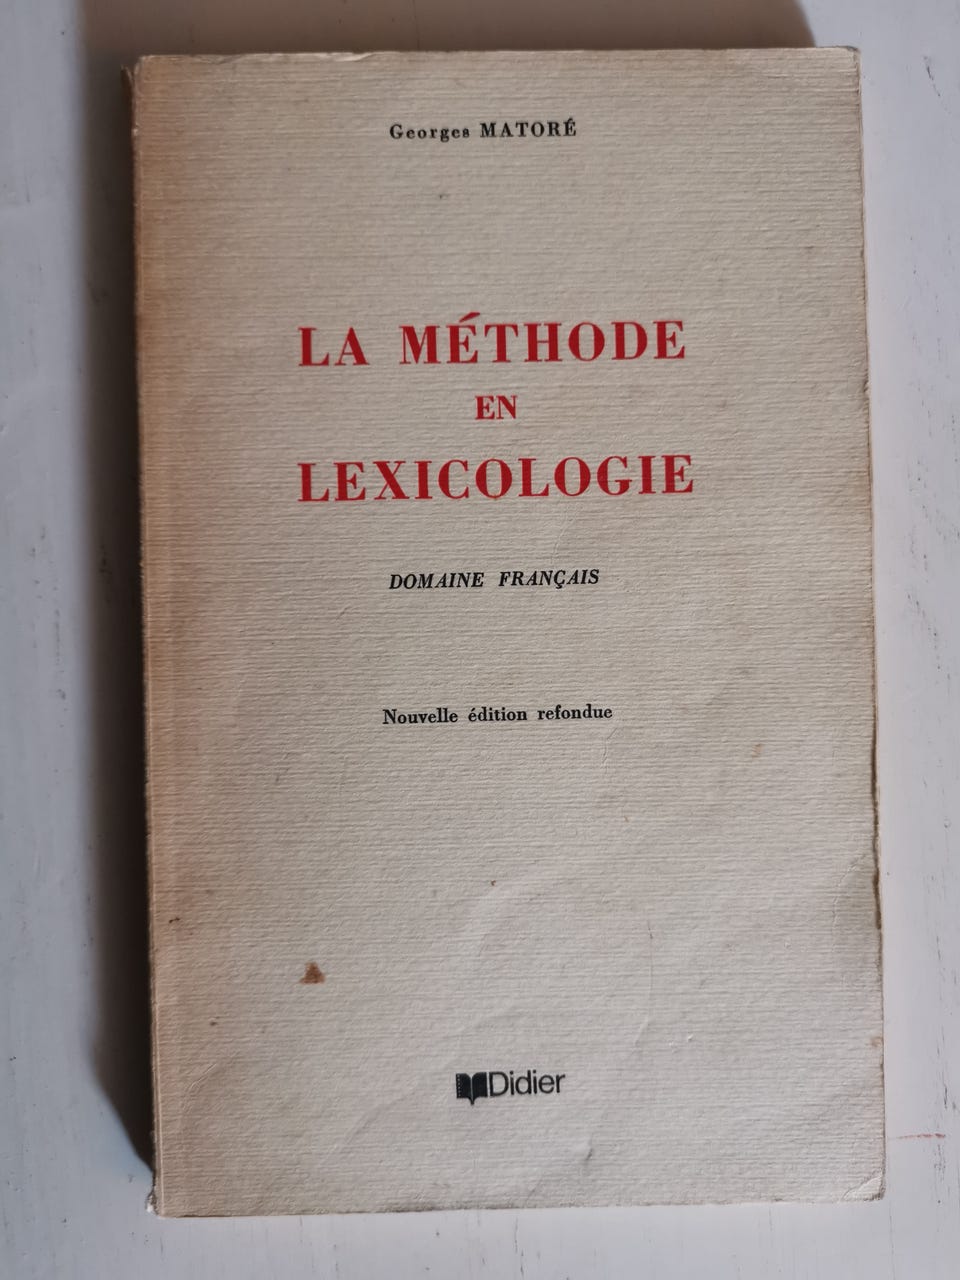 Georges MATORÉ
LA MÉTHODE
EN
LEXICOLOGIE
DOMAINE FRANÇAIS
Nouvelle édition refondue
Didier